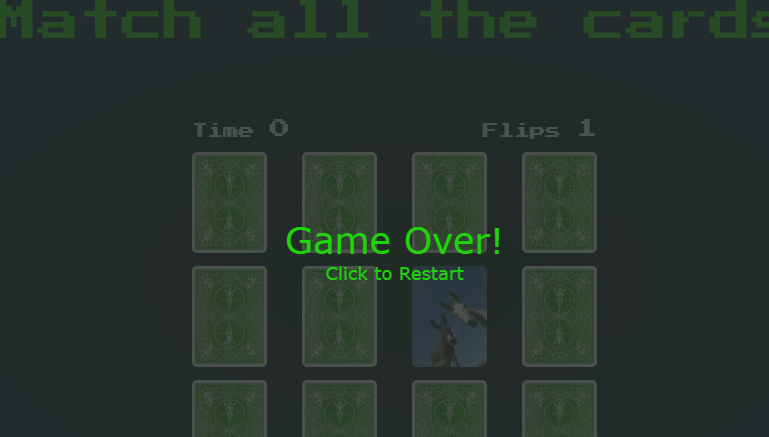 Match all the cards
Time 0
Flips 1
Game Over!
Click to Restart